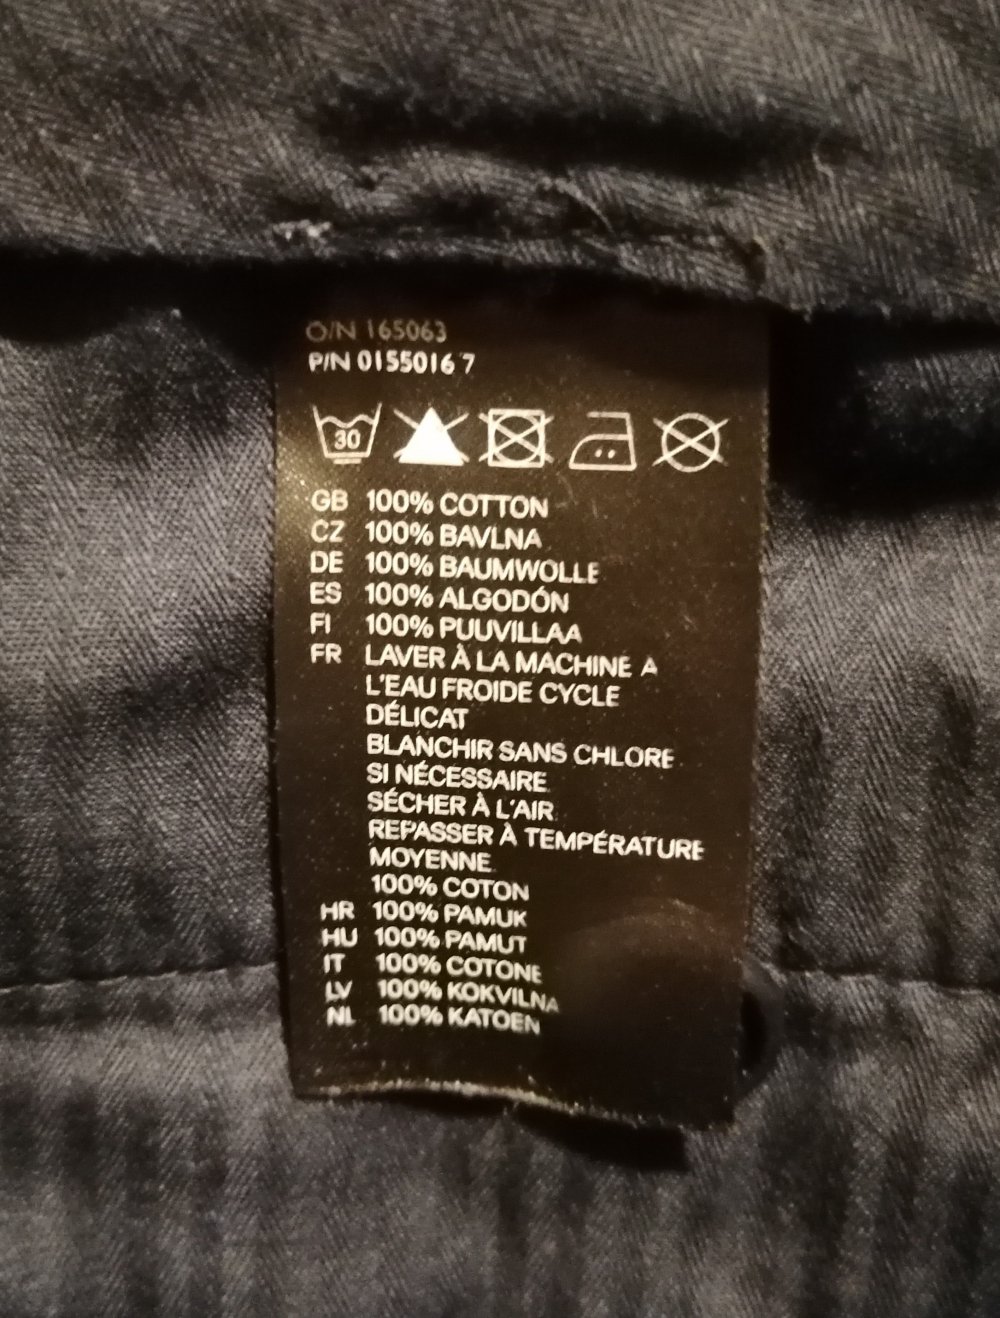 O/N 165063
P/N 0155016 7
30
GB 100% COTTON
CZ 100% BAVLNA
DE 100% BAUMWOLLE
ES 100% ALGODÓN
FI 100% PUUVILLAA
FR LAVER À LA MACHINE A
L'EAU FROIDE CYCLE
DÉLICAT
BLANCHIR SANS CHLORE
SI NÉCESSAIRE
SÉCHER À L'AIR
REPASSER À TEMPÉRATURE
MOYENNE
100% COTON
HR 100% PAMUK
HU 100% PAMUT
IT 100% COTONE
LV 100% KOKVILNA
NL 100% KATOEN